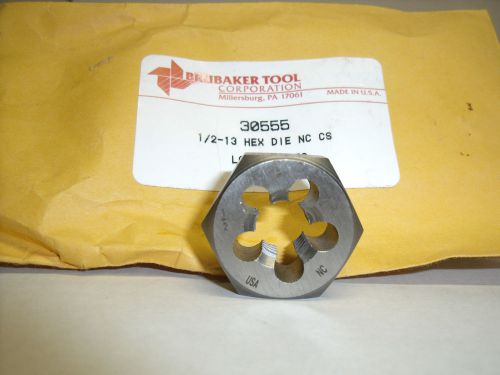 BRUBAKER TOOL
CORPORATION
Millersburg, PA 17061
MADE IN U.S.A.
30555
1/2-13 HEX DIE NC CS
USA
NC